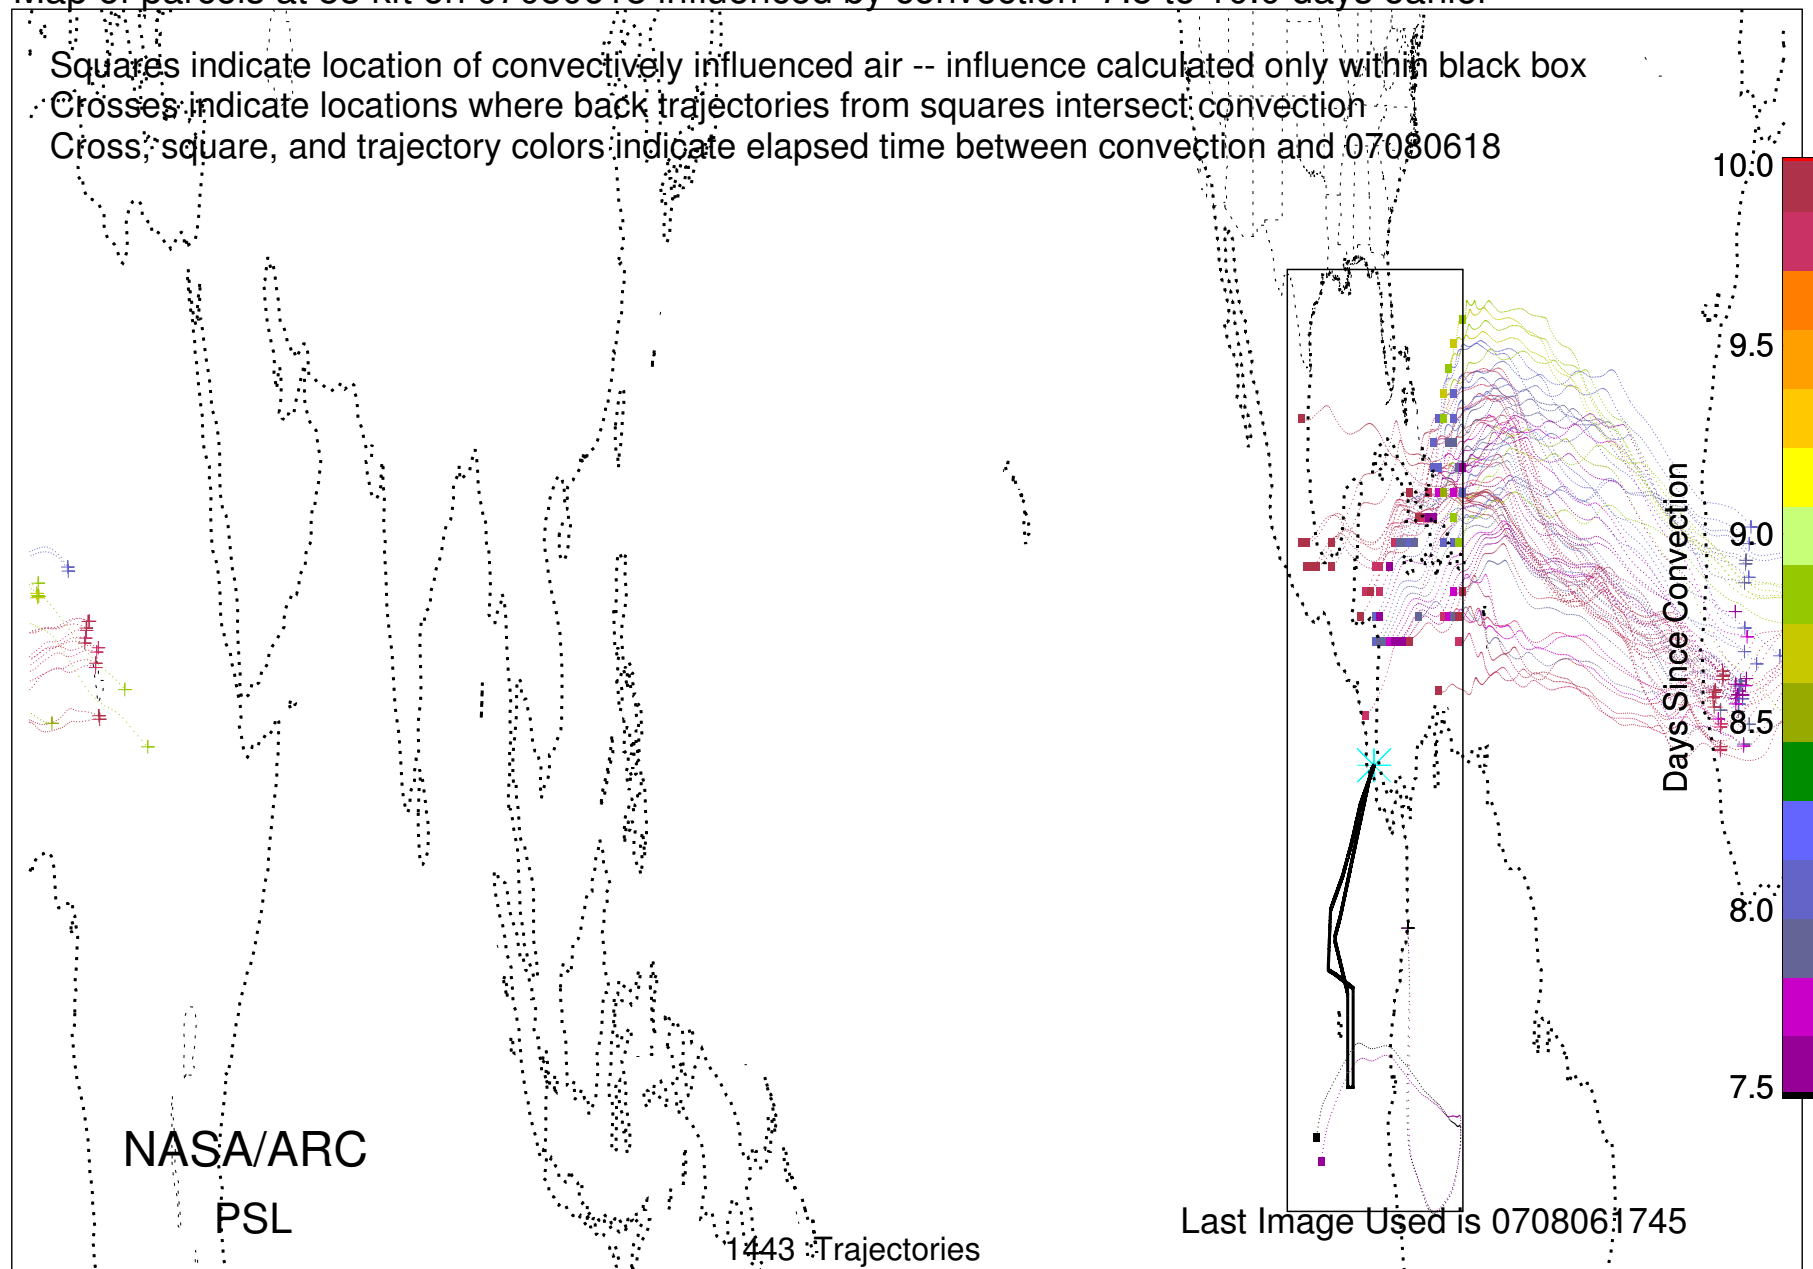 Squares indicate location of convectively influenced air -- influence calculated only within black box
Crosses indicate locations where back trajectories from squares intersect convection
Cross, square, and trajectory colors indicate elapsed time between convection and 07080618
10.0
9.5
9.0
8.5
8.0
7.5
Days Since Convection
NASA/ARC
PSL
Last Image Used is 0708061745
1443 Trajectories